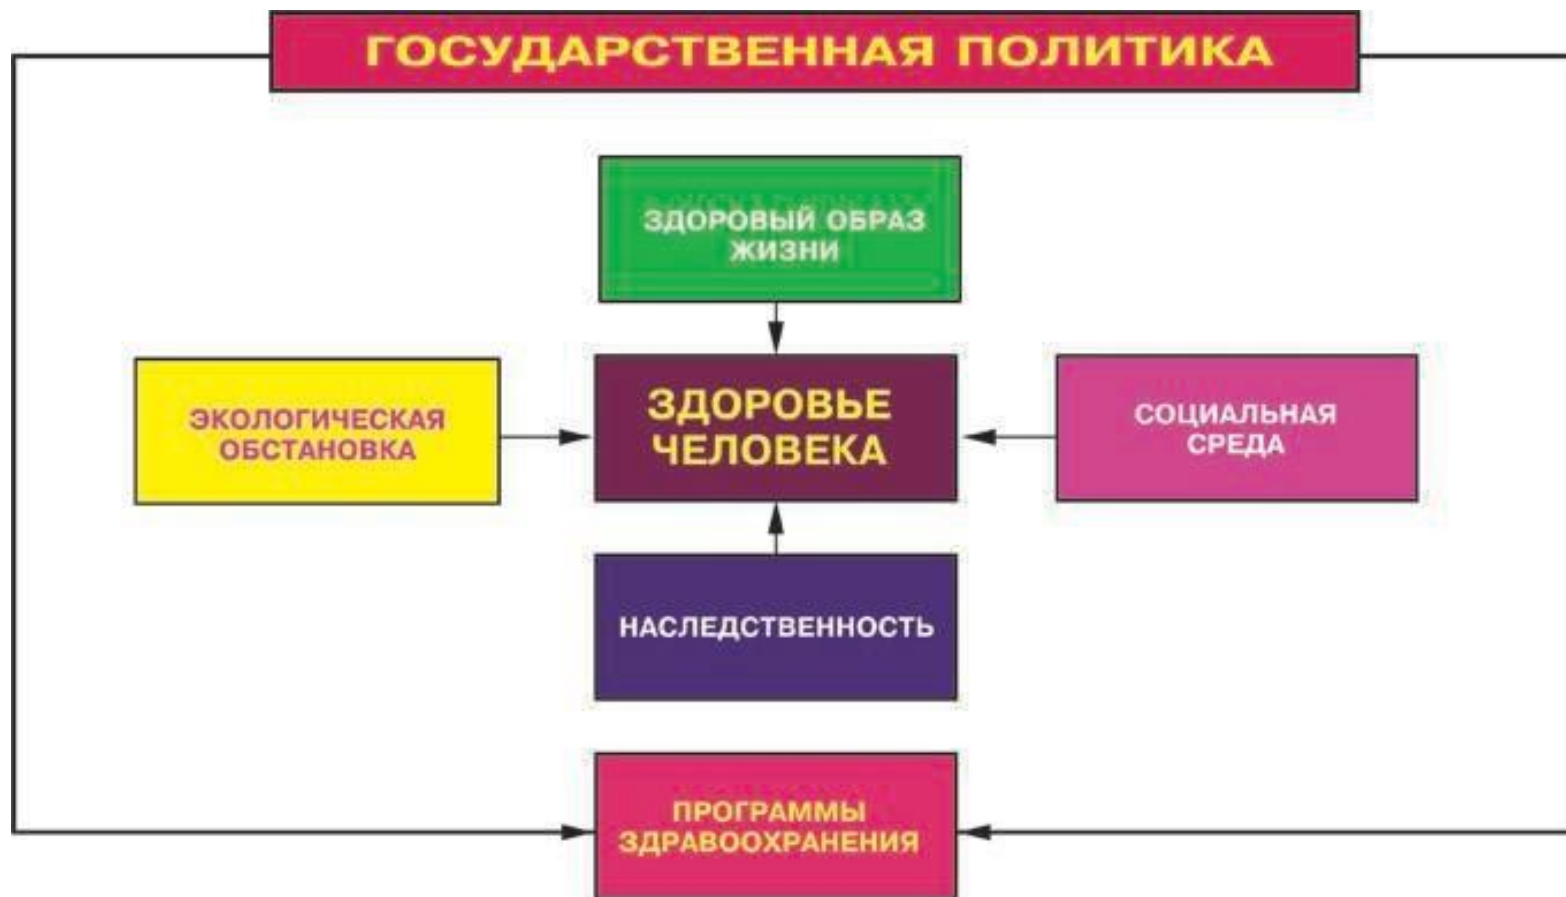 ГОСУДАРСТВЕННАЯ ПОЛИТИКА
ЗДОРОВЫЙ ОБРАЗ
ЖИЗНИ
ЭКОЛОГИЧЕСКАЯ
ОБСТАНОВКА
ЗДОРОВЬЕ
ЧЕЛОВЕКА
СОЦИАЛЬНАЯ
СРЕДА
НАСЛЕДСТВЕННОСТЬ
ПРОГРАММЫ
ЗДРАВООХРАНЕНИЯ